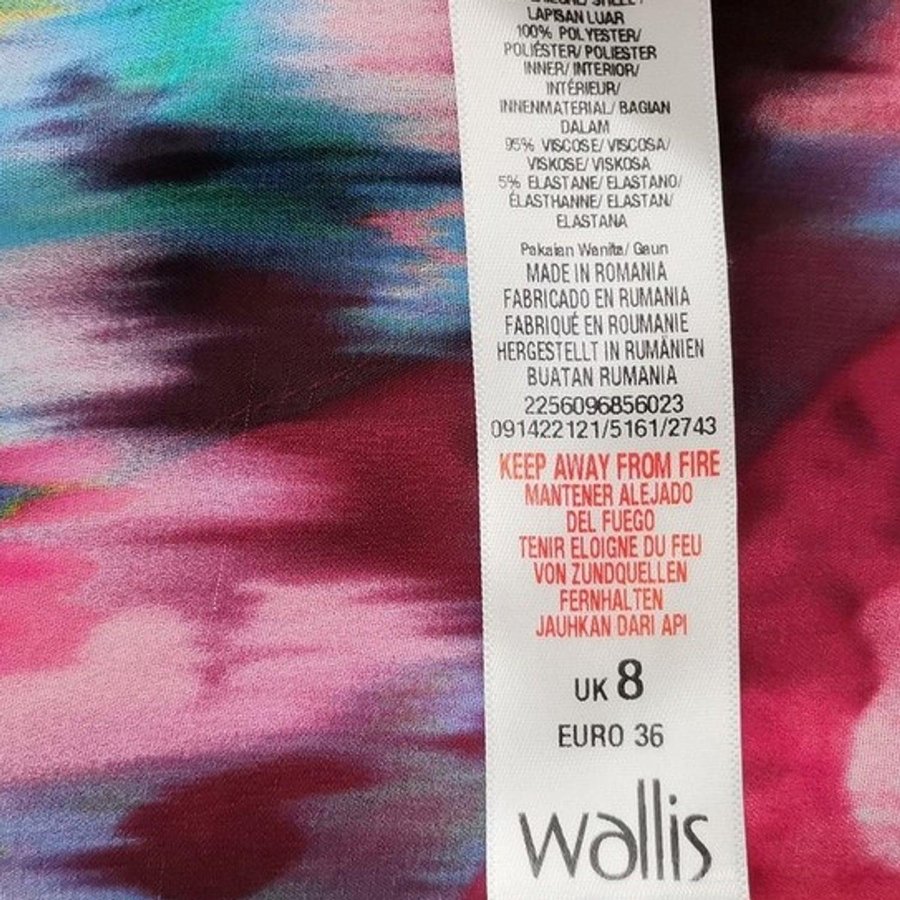 LAPISAN LUAR
100% POLYESTER/
POLIÉSTER/ POLIESTER
INNER/ INTERIOR/
INTÉRIEUR/
INNENMATERIAL/ BAGIAN
DALAM
95% VISCOSE/ VISCOSA/
VISKOSE/ VISKOSA
5% ELASTANE/ ELASTANO/
ÉLASTHANNE/ ELASTAN/
ELASTANA
Pakaian Wanita/ Gaun
MADE IN ROMANIA
FABRICADO EN RUMANIA
FABRIQUÉ EN ROUMANIE
HERGESTELLT IN RUMÄNIEN
BUATAN RUMANIA
2256096856023
091422121/5161/2743
KEEP AWAY FROM FIRE
MANTENER ALEJADO
DEL FUEGO
TENIR ELOIGNE DU FEU
VON ZUNDQUELLEN
FERNHALTEN
JAUHKAN DARI API
UK 8
EURO 36
wallis